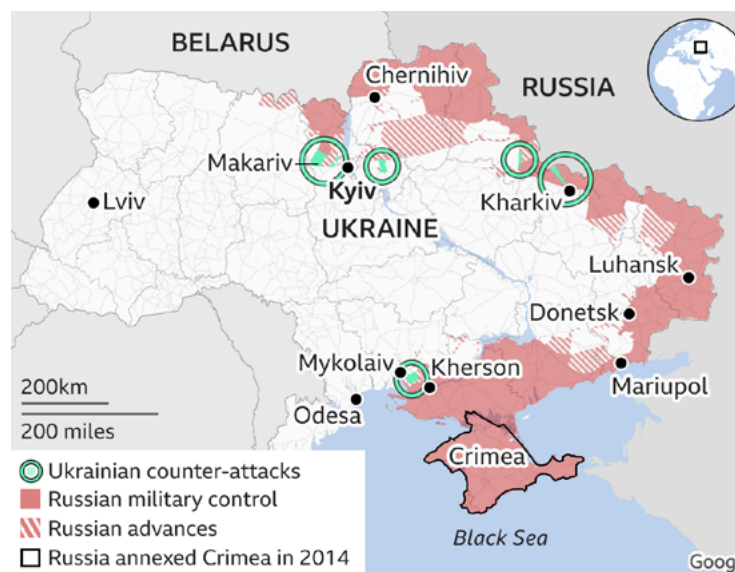 BELARUS
Chernihiv
RUSSIA
Makariv
Kyiv
Lviv
Kharkiv
UKRAINE
Luhansk
Donetsk
Mykolaiv
Kherson
Mariupol
200km
200 miles
Odesa
Crimea
Ukrainian counter-attacks
Russian military control
Russian advances
Black Sea
Russia annexed Crimea in 2014
Goog